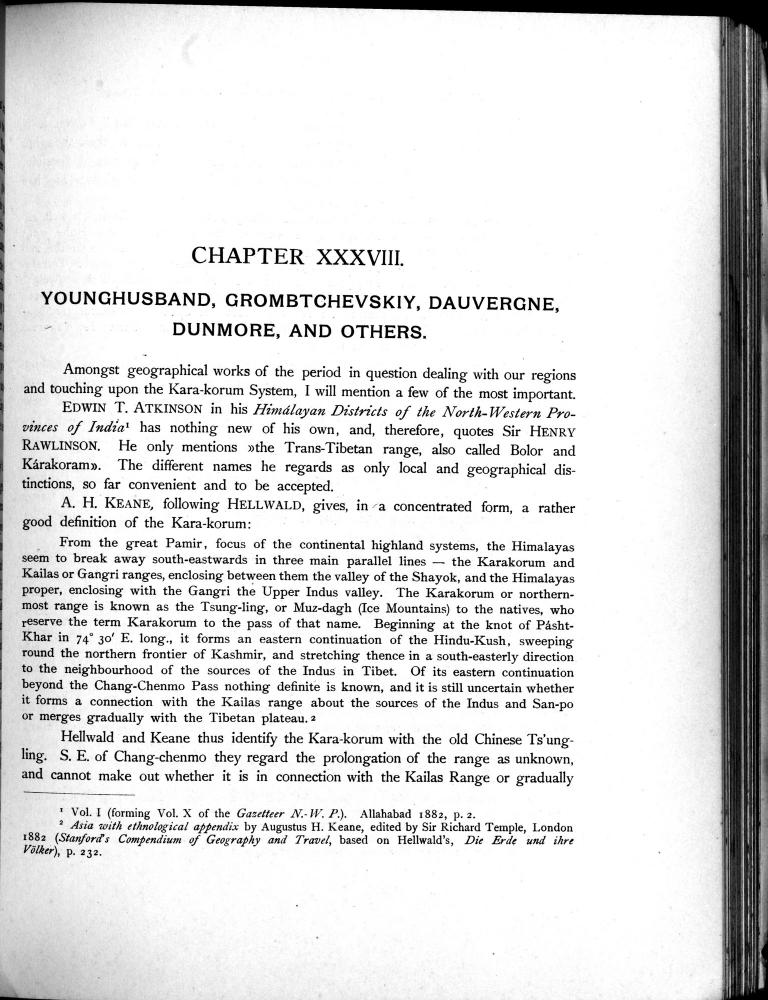 CHAPTER XXXVIII.
YOUNGHUSBAND, GROMBTCHEVSKIY, DAUVERGNE,
DUNMORE, AND OTHERS.
Amongst geographical works of the period in question dealing with our regions
and touching upon the Kara-korum System, I will mention a few of the most important.
EDWIN T. ATKINSON in his Himálayan Districts of the North-Western Pro-
vinces of India¹ has nothing new of his own, and, therefore, quotes Sir HENRY
RAWLINSON. He only mentions »the Trans-Tibetan range, also called Bolor and
Kárakoram». The different names he regards as only local and geographical dis-
tinctions, so far convenient and to be accepted.
A. H. KEANE, following HELLWALD, gives, in a concentrated form, a rather
good definition of the Kara-korum:
From the great Pamir, focus of the continental highland systems, the Himalayas
seem to break away south-eastwards in three main parallel lines — the Karakorum and
Kailas or Gangri ranges, enclosing between them the valley of the Shayok, and the Himalayas
proper, enclosing with the Gangri the Upper Indus valley. The Karakorum or northern-
most range is known as the Tsung-ling, or Muz-dagh (Ice Mountains) to the natives, who
reserve the term Karakorum to the pass of that name. Beginning at the knot of Pásht-
Khar in 74° 30′ E. long., it forms an eastern continuation of the Hindu-Kush, sweeping
round the northern frontier of Kashmir, and stretching thence in a south-easterly direction
to the neighbourhood of the sources of the Indus in Tibet. Of its eastern continuation
beyond the Chang-Chenmo Pass nothing definite is known, and it is still uncertain whether
it forms a connection with the Kailas range about the sources of the Indus and San-po
or merges gradually with the Tibetan plateau.²
Hellwald and Keane thus identify the Kara-korum with the old Chinese Ts'ung-
ling. S. E. of Chang-chenmo they regard the prolongation of the range as unknown,
and cannot make out whether it is in connection with the Kailas Range or gradually
¹ Vol. I (forming Vol. X of the Gazetteer N.-W. P.). Allahabad 1882, p. 2.
² Asia with ethnological appendix by Augustus H. Keane, edited by Sir Richard Temple, London
1882 (Stanford's Compendium of Geography and Travel, based on Hellwald's, Die Erde und ihre
Völker), p. 232.